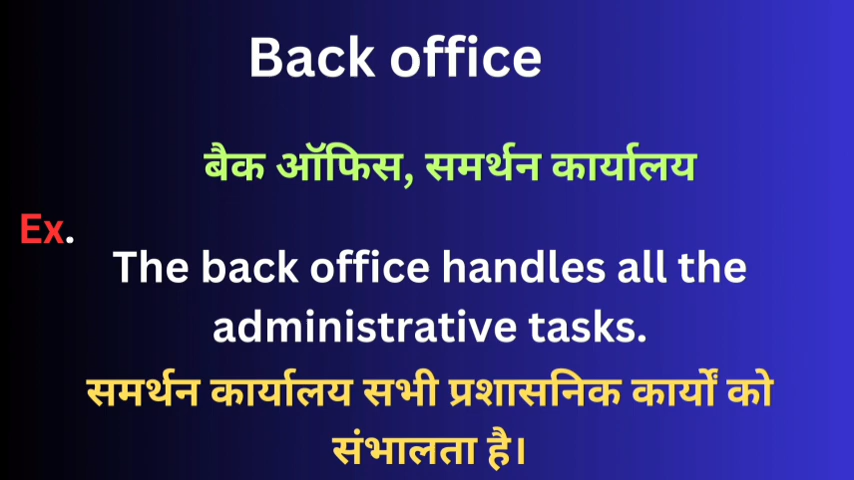 Back office
बैक ऑफिस, समर्थन कार्यालय
Ex.
The back office handles all the
administrative tasks.
समर्थन कार्यालय सभी प्रशासनिक कार्यों को
संभालता है।